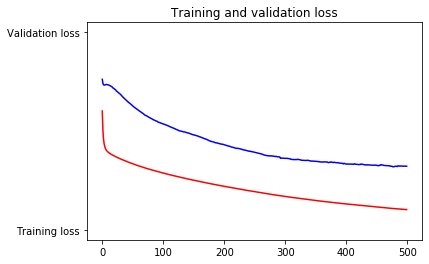 Training and validation loss
Validation loss
Training loss
0 100 200 300 400 500